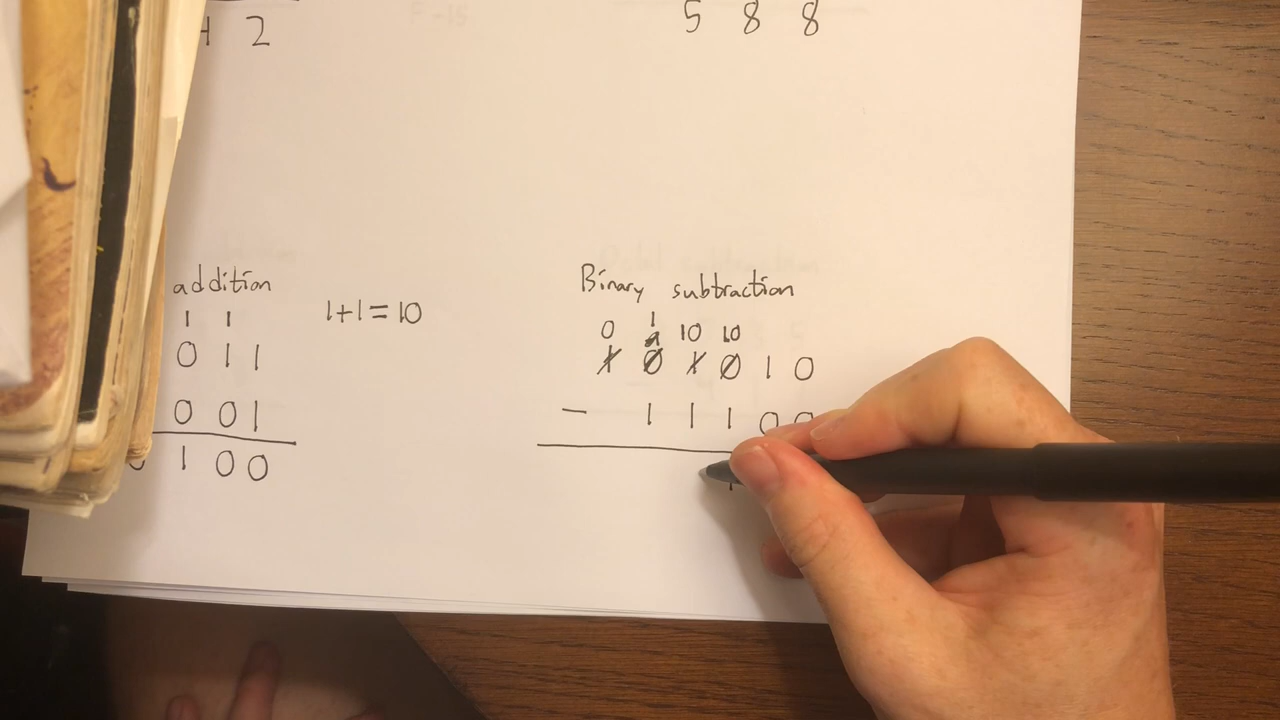 4 2
5 8 8
addition
1 1
0 1 1
0 0 1
1 0 0
1+1=10
Binary subtraction
0 1 10 10
1 0 1 0 1 0
- 1 1 1 0 0